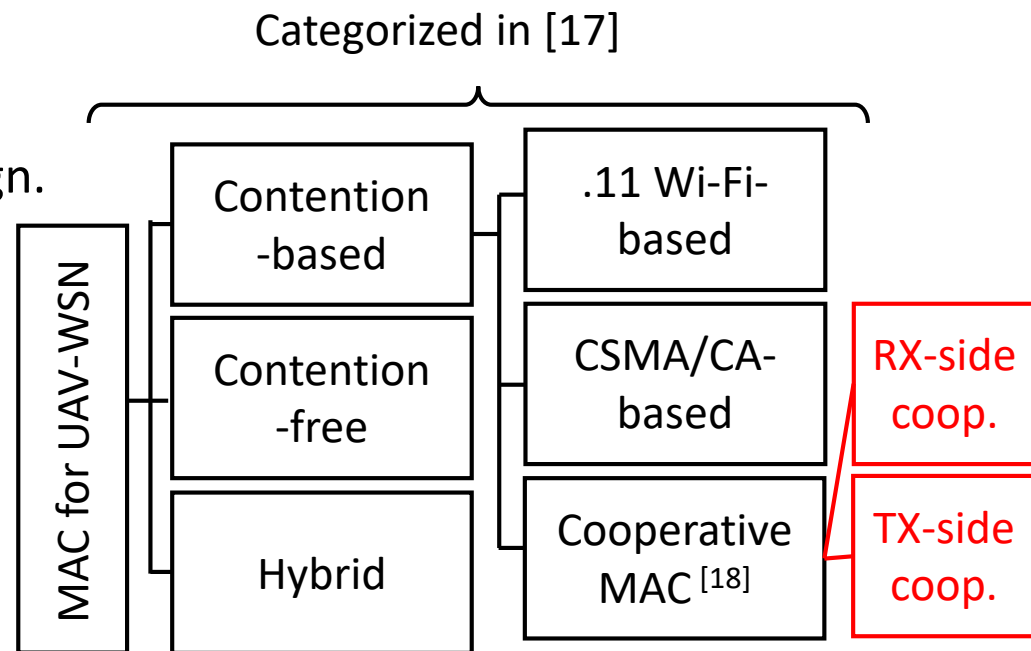 Categorized in [17]
gn.
MAC for UAV-WSN
Contention
-based
Contention
-free
Hybrid
.11 Wi-Fi-
based
CSMA/CA-
based
Cooperative
MAC [18]
RX-side
coop.
TX-side
coop.